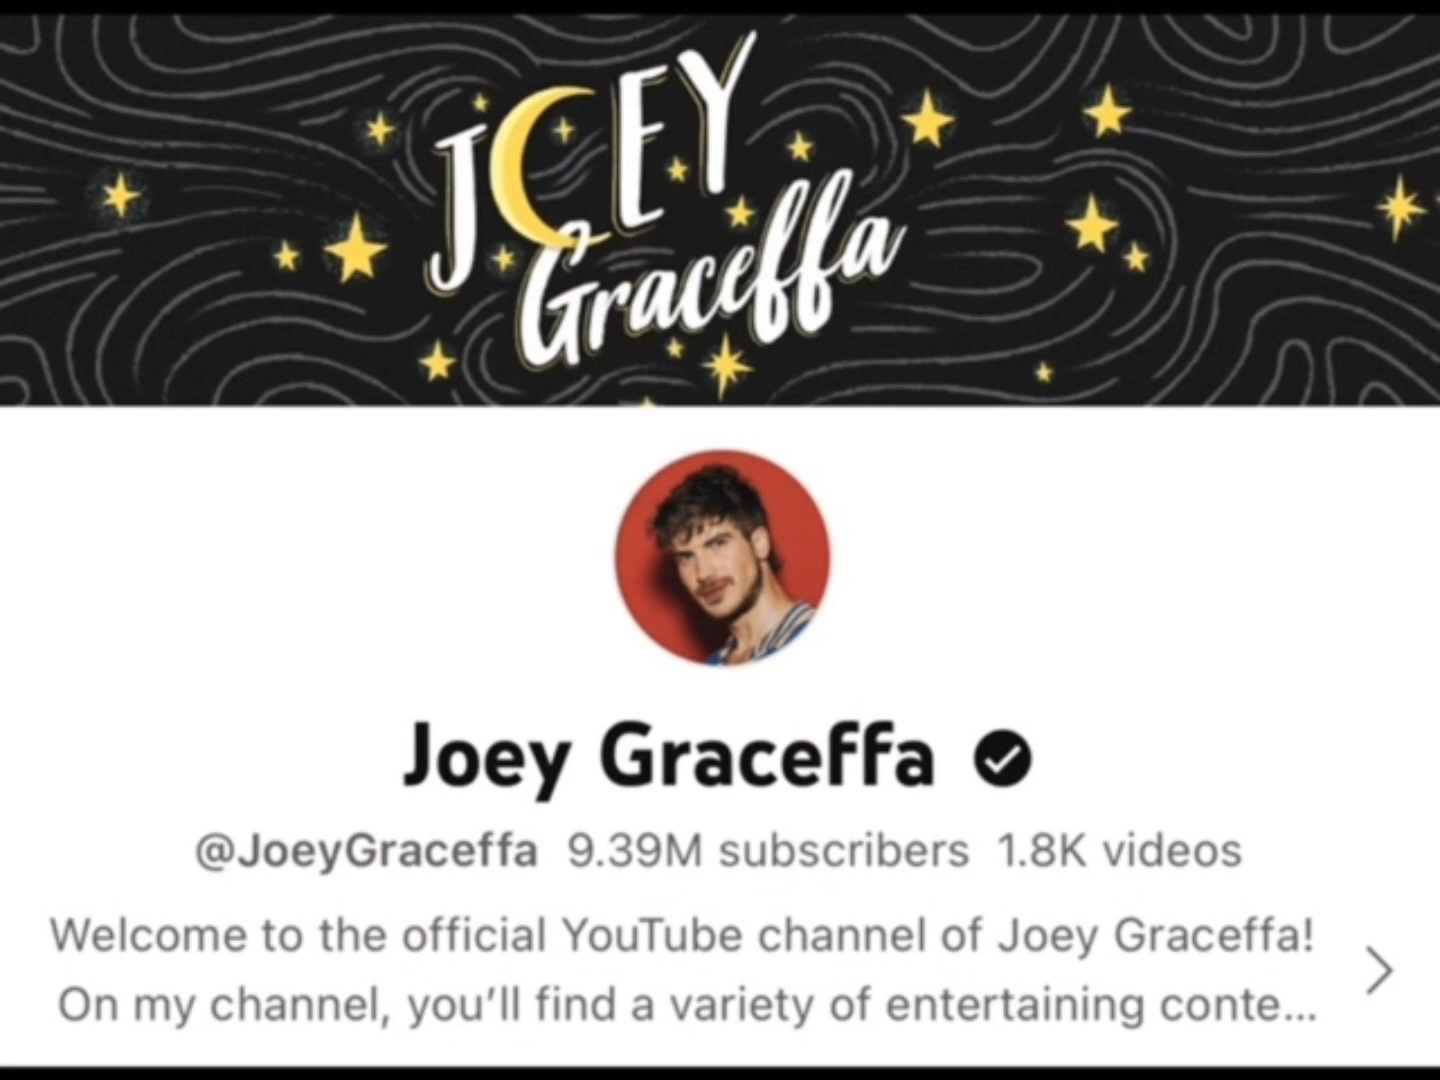 JOEY
Graceffa
Joey Graceffa
@JoeyGraceffa 9.39M subscribers 1.8K videos
Welcome to the official YouTube channel of Joey Graceffa!
On my channel, you’ll find a variety of entertaining conte...